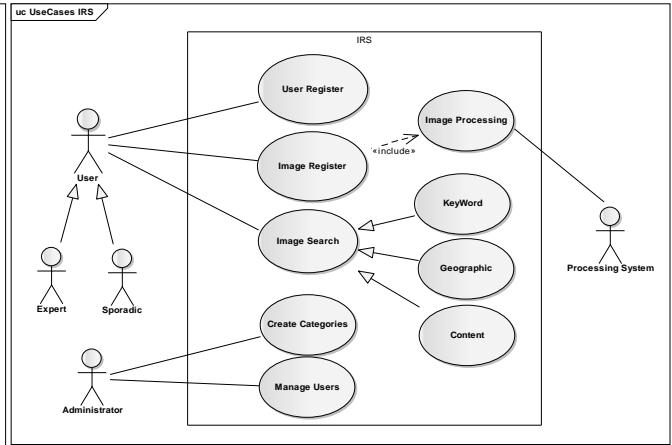 uc UseCases IRS
IRS
User Register
Image Processing
«include»
Image Register
User
KeyWord
Image Search
Geographic
Processing System
Expert
Sporadic
Content
Create Categories
Manage Users
Administrator